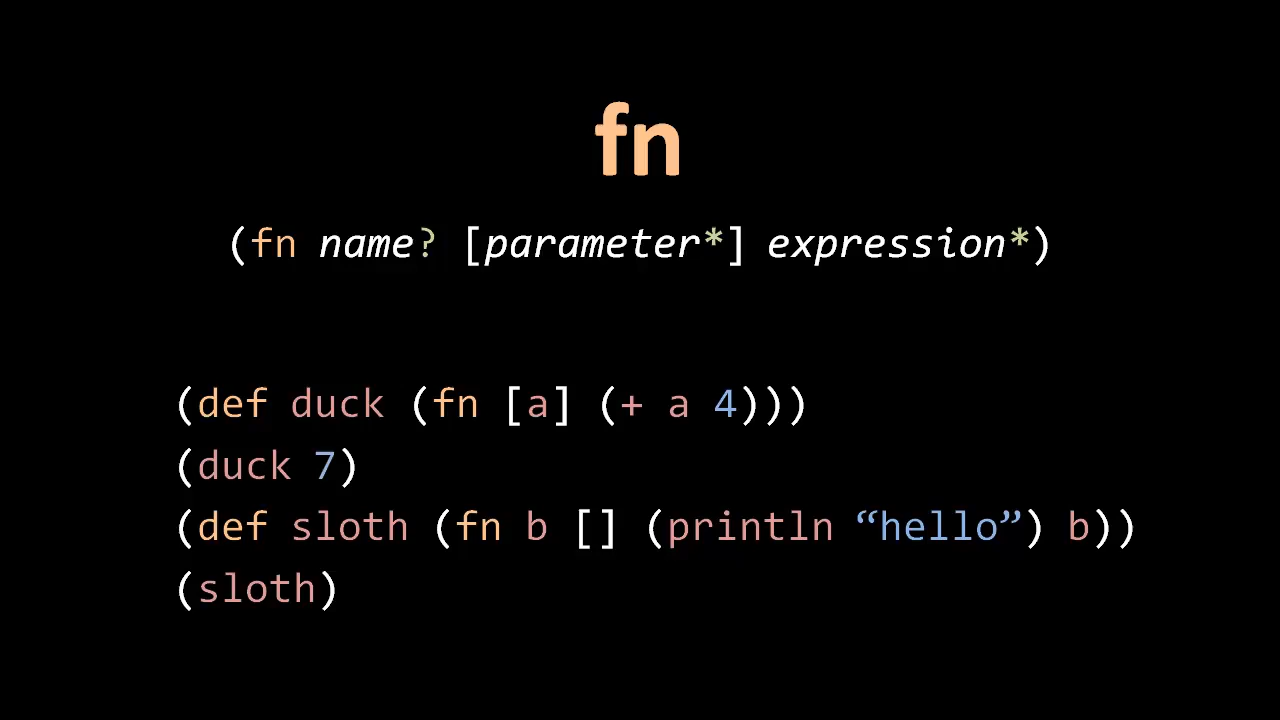 fn
(fn name? [parameter*] expression*)
(def duck (fn [a] (+ a 4)))
(duck 7)
(def sloth (fn b [] (println “hello”) b))
(sloth)